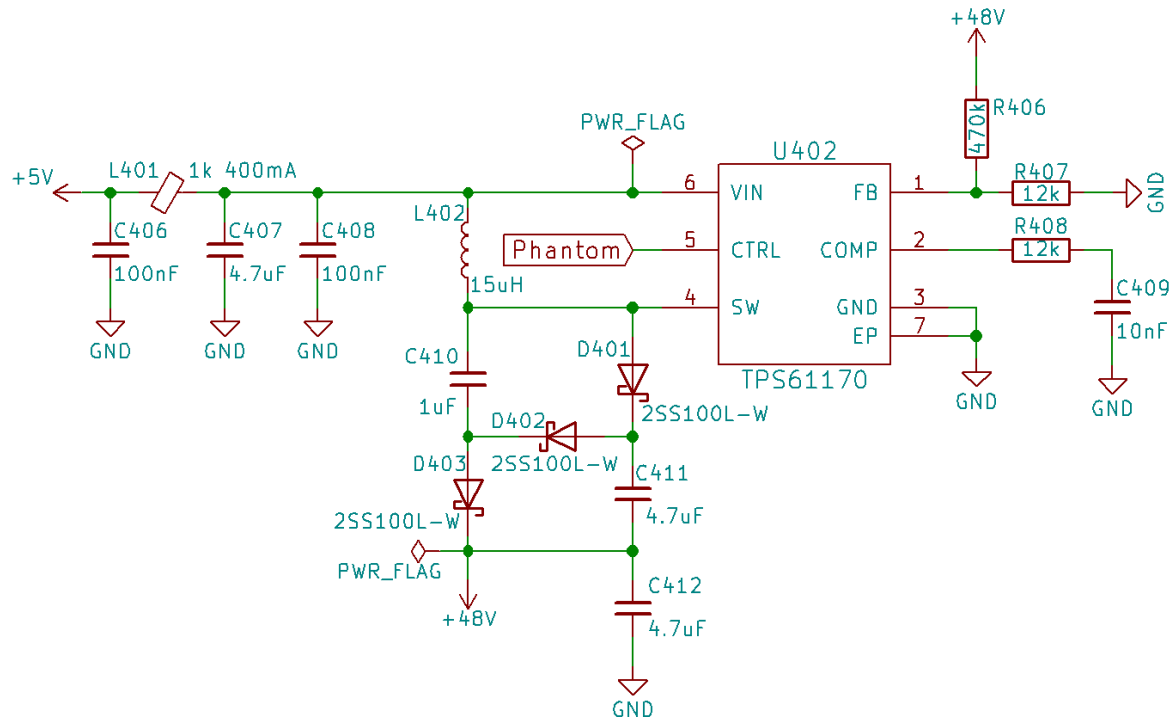 +48V
R406
470k
PWR_FLAG
U402
L401
1k 400mA
+5V
6
VIN
FB
1
R407
12k
GND
L402
C406
100nF
C407
4.7uF
C408
100nF
Phantom
5
CTRL
COMP
2
R408
12k
15uH
4
SW
GND
3
C409
10nF
EP
7
GND
GND
GND
C410
1uF
D401
2SS100L-W
TPS61170
GND
GND
D402
2SS100L-W
D403
2SS100L-W
C411
4.7uF
PWR_FLAG
+48V
C412
4.7uF
GND